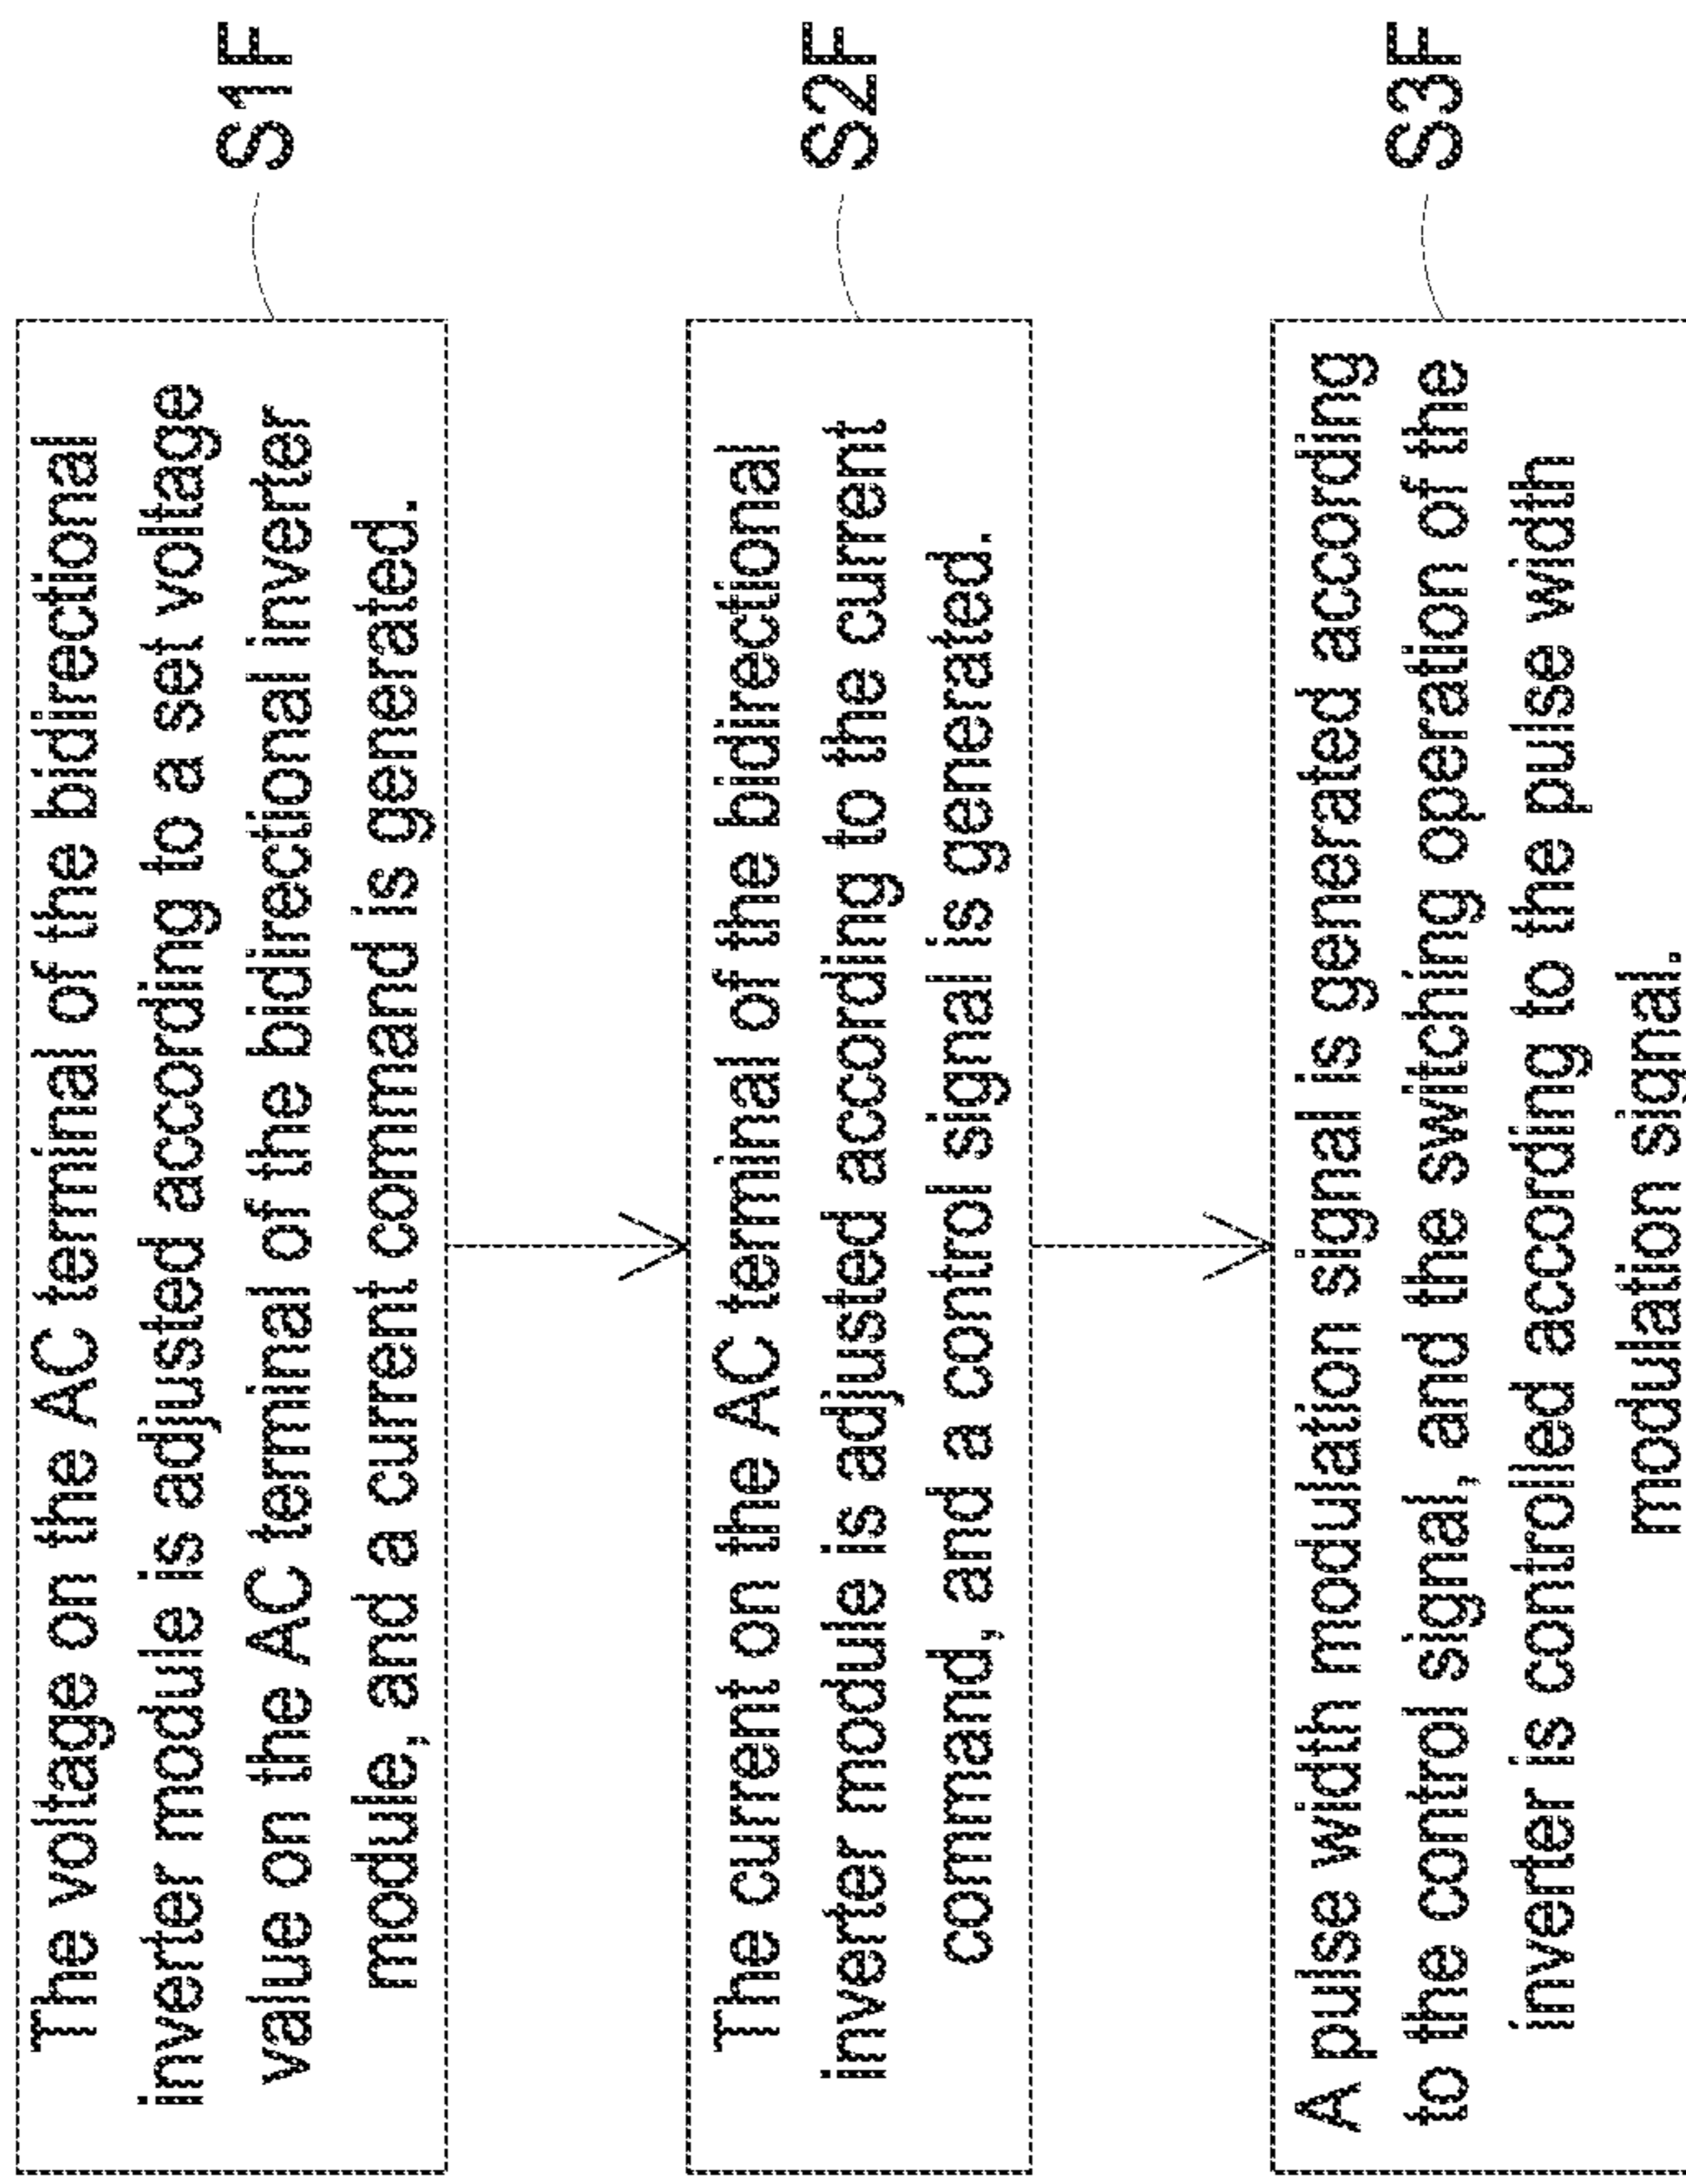 The voltage on the AC terminal of the bidirectional
inverter module is adjusted according to a set voltage
value on the AC terminal of the bidirectional inverter
module, and a current command is generated.
S1F
The current on the AC terminal of the bidirectional
inverter module is adjusted according to the current
command, and a control signal is generated.
S2F
A pulse width modulation signal is generated according
to the control signal, and the switching operation of the
inverter is controlled according to the pulse width
modulation signal.
S3F